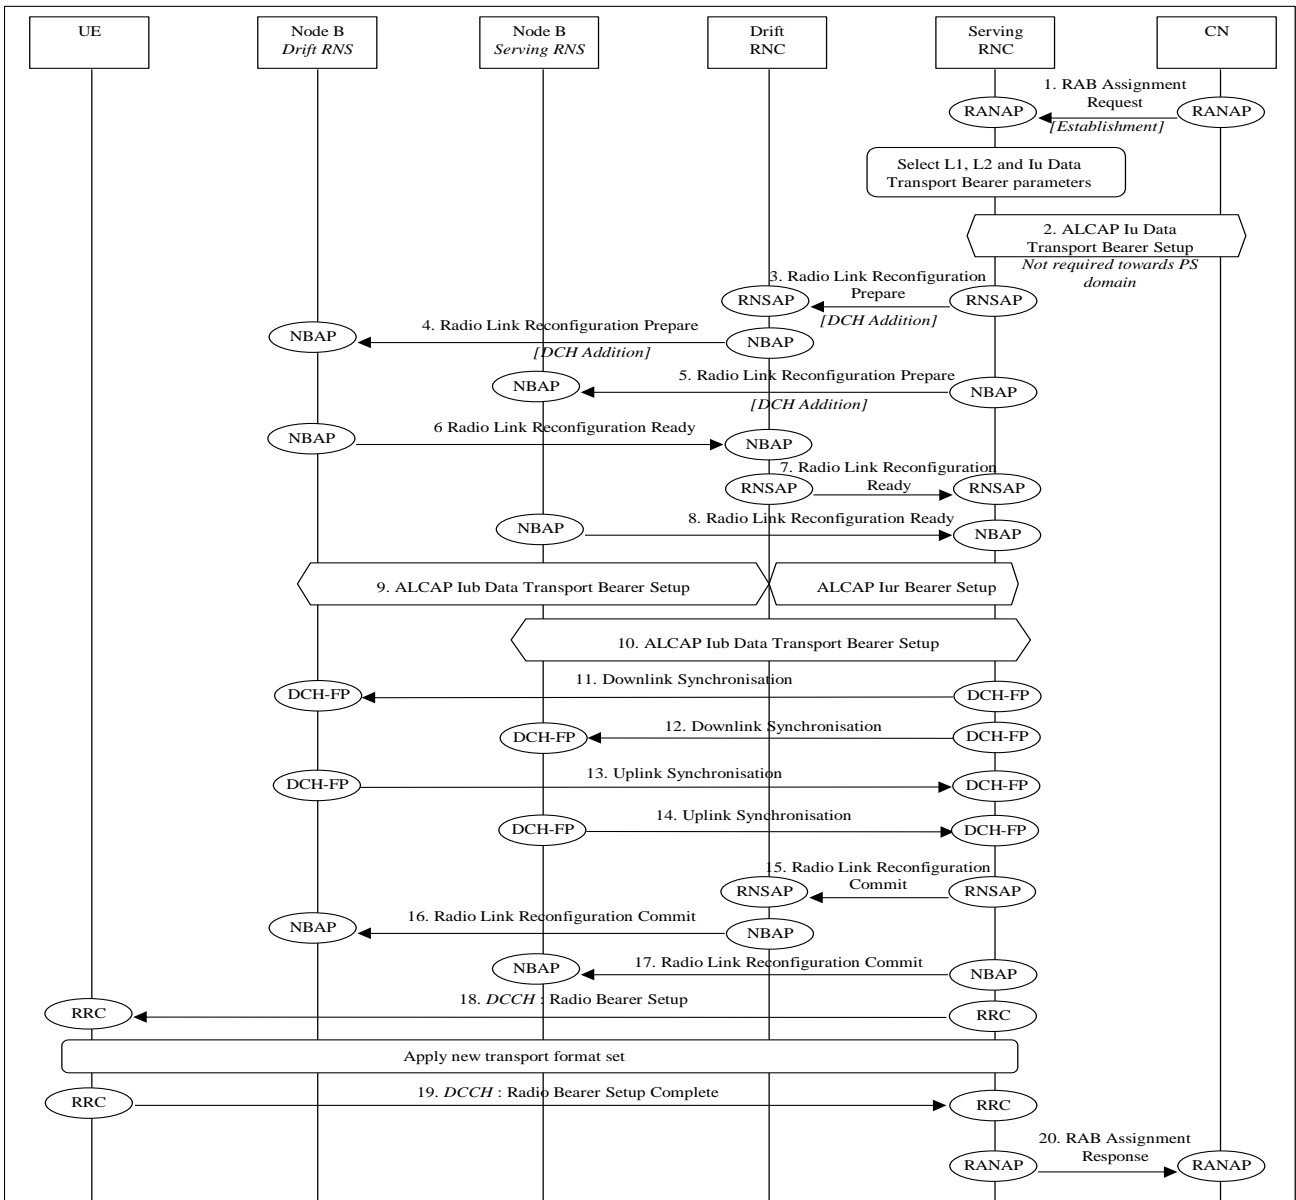 UE
Node B
Drift RNS
Node B
Serving RNS
Drift
RNC
Serving
RNC
CN
1. RAB Assignment
Request
RANAP
RANAP
[Establishment]
Select L1, L2 and Iu Data
Transport Bearer parameters
2. ALCAP Iu Data
Transport Bearer Setup
Not required towards PS
domain
3. Radio Link Reconfiguration
Prepare
RNSAP
RNSAP
[DCH Addition]
4. Radio Link Reconfiguration Prepare
NBAP
NBAP
[DCH Addition]
5. Radio Link Reconfiguration Prepare
NBAP
NBAP
[DCH Addition]
6 Radio Link Reconfiguration Ready
NBAP
NBAP
7. Radio Link Reconfiguration
Ready
RNSAP
RNSAP
8. Radio Link Reconfiguration Ready
NBAP
NBAP
9. ALCAP Iub Data Transport Bearer Setup
ALCAP Iur Bearer Setup
10. ALCAP Iub Data Transport Bearer Setup
11. Downlink Synchronisation
DCH-FP
DCH-FP
12. Downlink Synchronisation
DCH-FP
DCH-FP
13. Uplink Synchronisation
DCH-FP
DCH-FP
14. Uplink Synchronisation
DCH-FP
DCH-FP
15. Radio Link Reconfiguration
Commit
RNSAP
RNSAP
16. Radio Link Reconfiguration Commit
NBAP
NBAP
17. Radio Link Reconfiguration Commit
NBAP
NBAP
18. DCCH : Radio Bearer Setup
RRC
RRC
Apply new transport format set
19. DCCH : Radio Bearer Setup Complete
RRC
RRC
20. RAB Assignment
Response
RANAP
RANAP